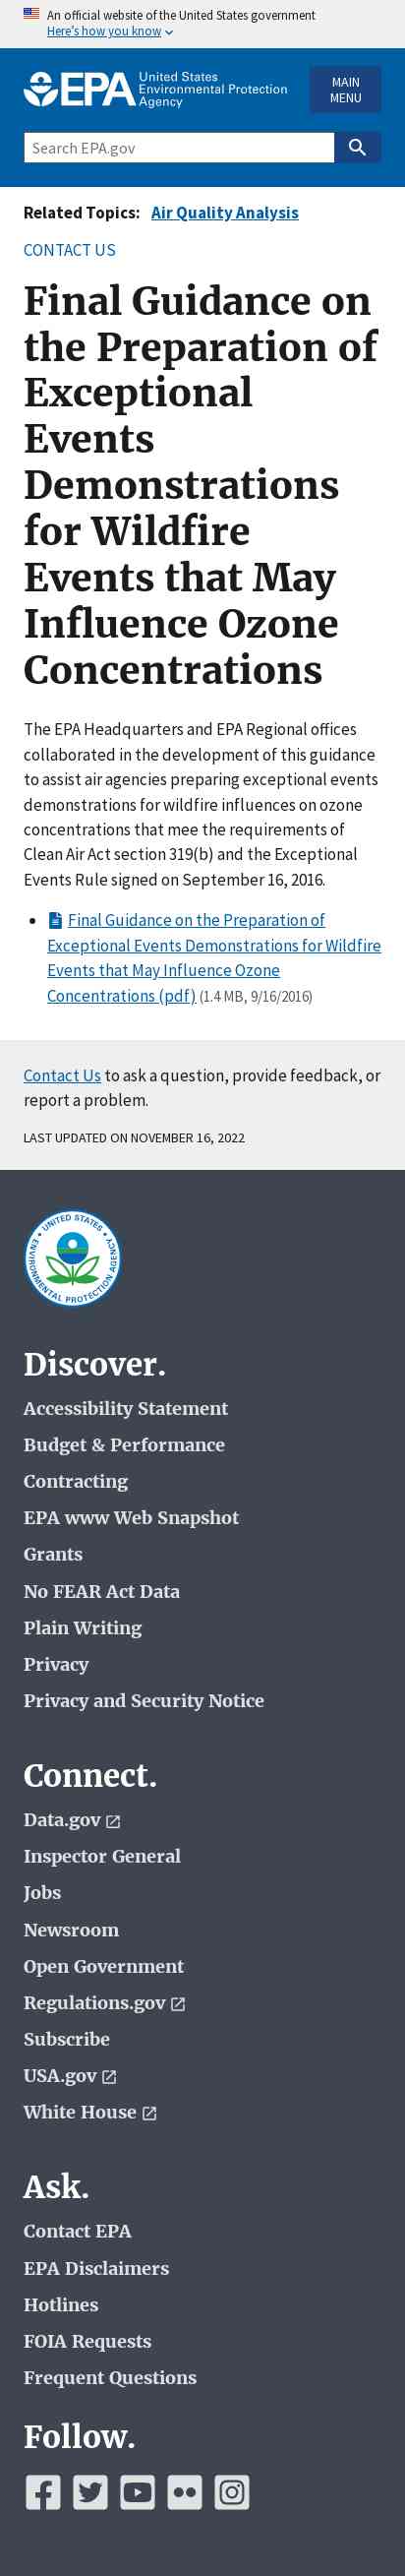 An official website of the United States government
Here's how you know
EPA United States
Environmental Protection
Agency
MAIN
MENU
Search EPA.gov
Related Topics: Air Quality Analysis
CONTACT US
Final Guidance on
the Preparation of
Exceptional
Events
Demonstrations
for Wildfire
Events that May
Influence Ozone
Concentrations
The EPA Headquarters and EPA Regional offices
collaborated in the development of this guidance
to assist air agencies preparing exceptional events
demonstrations for wildfire influences on ozone
concentrations that meet the requirements of
Clean Air Act section 319(b) and the Exceptional
Events Rule signed on September 16, 2016.
Final Guidance on the Preparation of
Exceptional Events Demonstrations for Wildfire
Events that May Influence Ozone
Concentrations (pdf) (1.4 MB, 9/16/2016)
Contact Us to ask a question, provide feedback, or
report a problem.
LAST UPDATED ON NOVEMBER 16, 2022
UNITED STATES
ENVIRONMENTAL PROTECTION AGENCY
Discover.
Accessibility Statement
Budget & Performance
Contracting
EPA www Web Snapshot
Grants
No FEAR Act Data
Plain Writing
Privacy
Privacy and Security Notice
Connect.
Data.gov
Inspector General
Jobs
Newsroom
Open Government
Regulations.gov
Subscribe
USA.gov
White House
Ask.
Contact EPA
EPA Disclaimers
Hotlines
FOIA Requests
Frequent Questions
Follow.